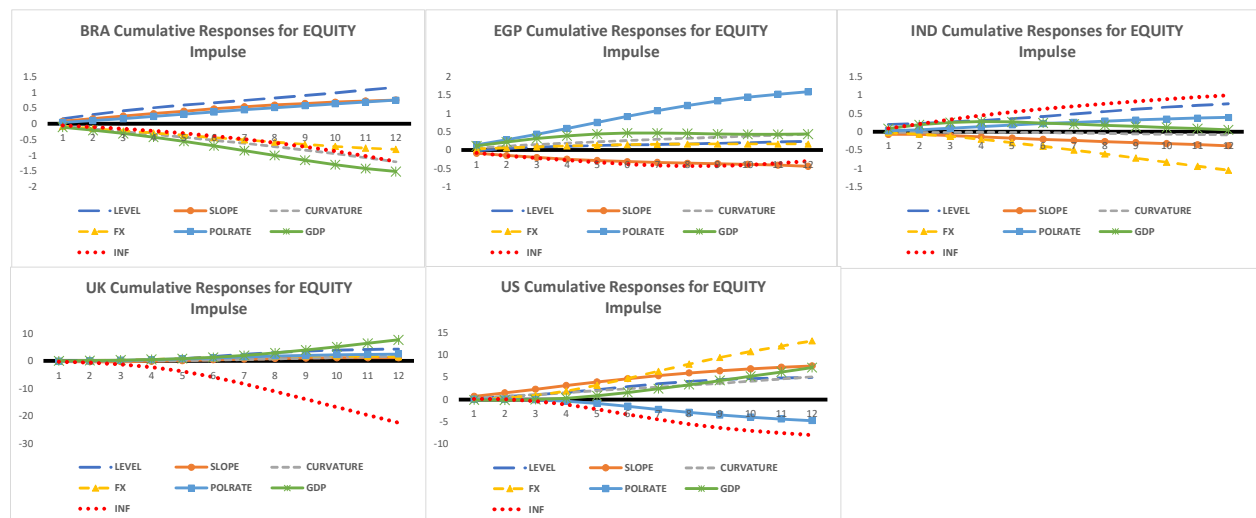 BRA Cumulative Responses for EQUITY
Impulse
1.5
1
0.5
0
-0.5
-1
-1.5
-2
1 2 3 4 5 6 7 8 9 10 11 12
LEVEL SLOPE CURVATURE
FX POLRATE GDP
INF
EGP Cumulative Responses for EQUITY
Impulse
2
1.5
1
0.5
0
-0.5
-1
1 2 3 4 5 6 7 8 9 10 11 12
LEVEL SLOPE CURVATURE
FX POLRATE GDP
INF
IND Cumulative Responses for EQUITY
Impulse
1.5
1
0.5
0
-0.5
-1
-1.5
1 2 3 4 5 6 7 8 9 10 11 12
LEVEL SLOPE CURVATURE
FX POLRATE GDP
INF
UK Cumulative Responses for EQUITY
Impulse
10
0
-10
-20
-30
1 2 3 4 5 6 7 8 9 10 11 12
LEVEL SLOPE CURVATURE
FX POLRATE GDP
INF
US Cumulative Responses for EQUITY
Impulse
15
10
5
0
-5
-10
1 2 3 4 5 6 7 8 9 10 11 12
LEVEL SLOPE CURVATURE
FX POLRATE GDP
INF